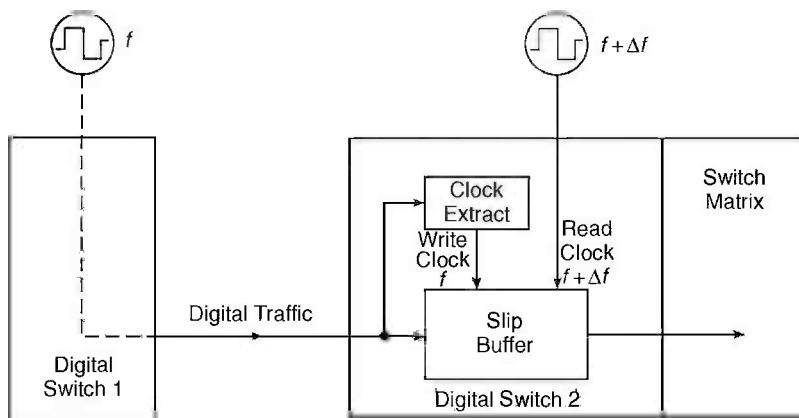 f
f + Δf
Clock
Extract
Switch
Matrix
Write
Clock
f
Read
Clock
f + Δf
Digital Traffic
Slip
Buffer
Digital
Switch 1
Digital Switch 2